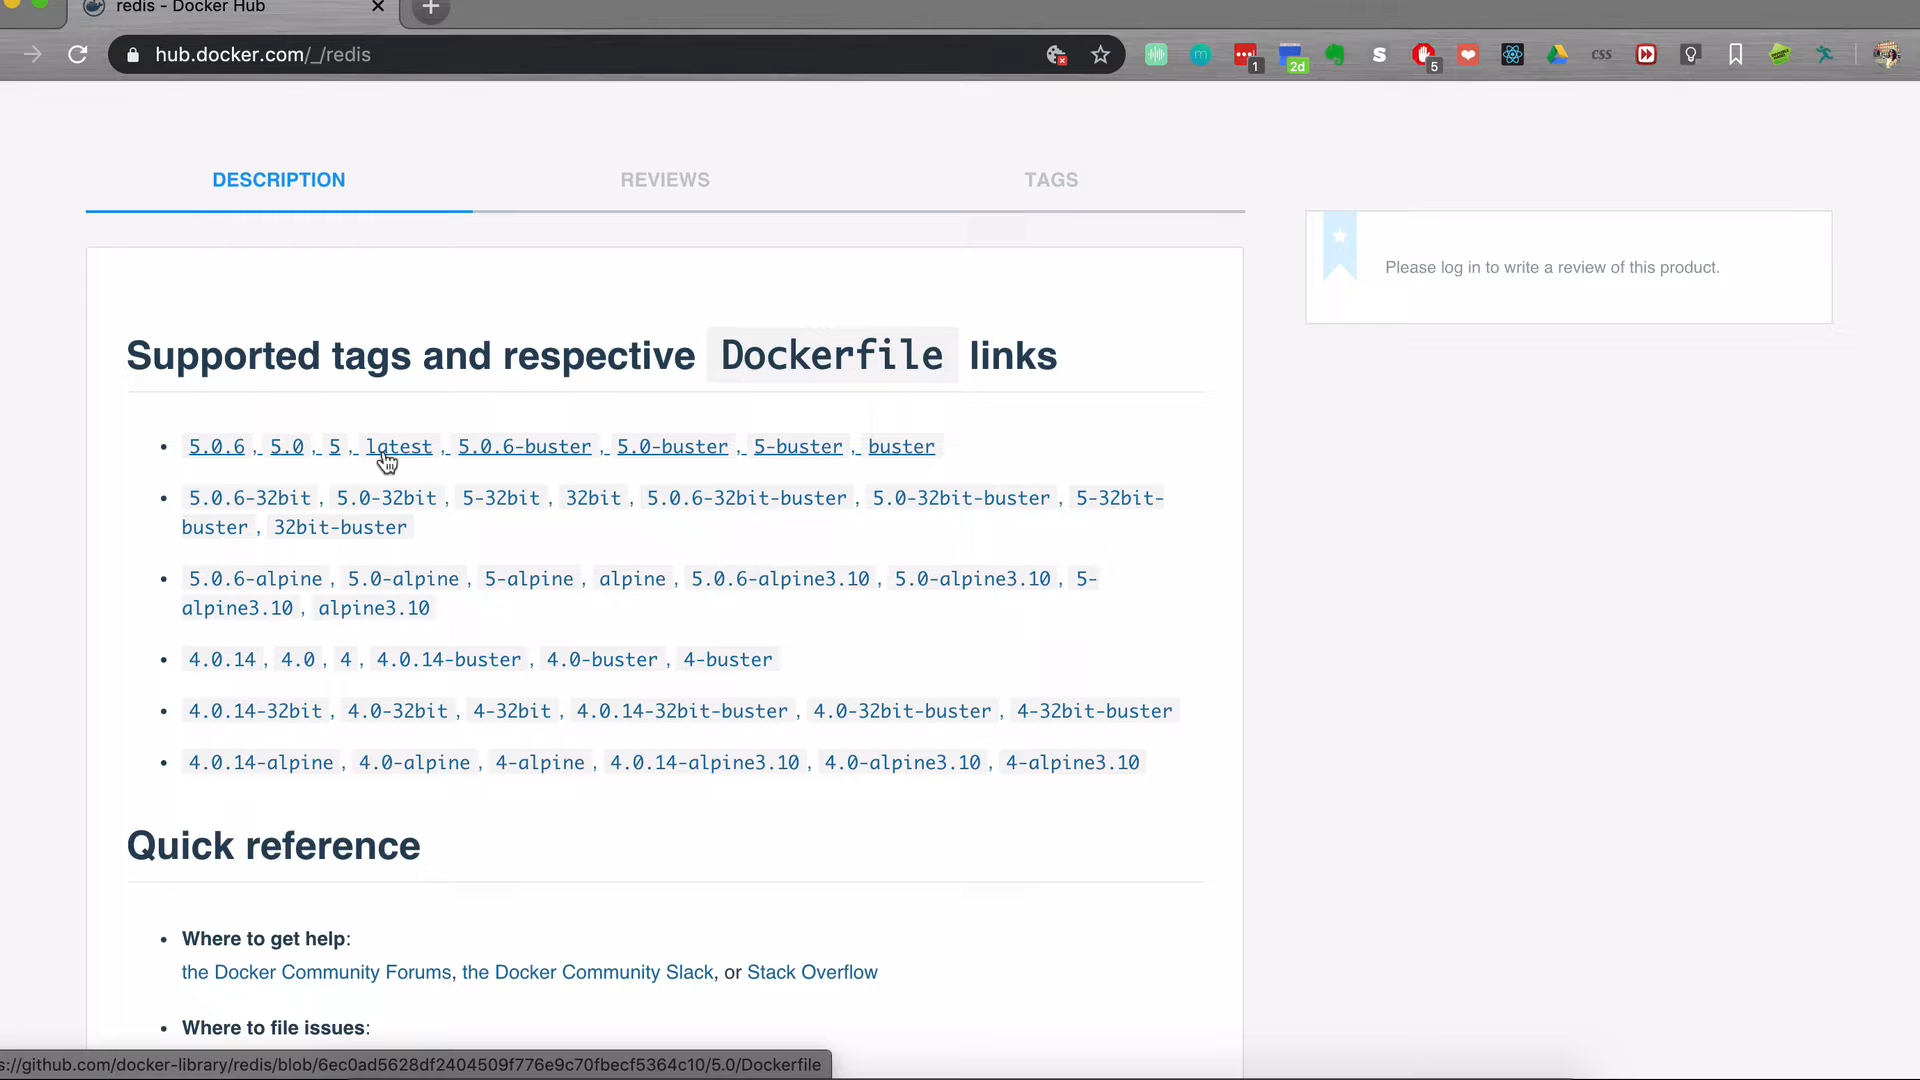 redis - Docker Hub
hub.docker.com/_/redis
1
2d
S
5
css
DESCRIPTION
REVIEWS
TAGS
Please log in to write a review of this product.
Supported tags and respective Dockerfile links
5.0.6, 5.0, 5, latest, 5.0.6-buster, 5.0-buster, 5-buster, buster
5.0.6-32bit, 5.0-32bit, 5-32bit, 32bit, 5.0.6-32bit-buster, 5.0-32bit-buster, 5-32bit-
buster, 32bit-buster
5.0.6-alpine, 5.0-alpine, 5-alpine, alpine, 5.0.6-alpine3.10, 5.0-alpine3.10, 5-
alpine3.10, alpine3.10
4.0.14, 4.0, 4, 4.0.14-buster, 4.0-buster, 4-buster
4.0.14-32bit, 4.0-32bit, 4-32bit, 4.0.14-32bit-buster, 4.0-32bit-buster, 4-32bit-buster
4.0.14-alpine, 4.0-alpine, 4-alpine, 4.0.14-alpine3.10, 4.0-alpine3.10, 4-alpine3.10
Quick reference
Where to get help:
the Docker Community Forums, the Docker Community Slack, or Stack Overflow
Where to file issues:
s://github.com/docker-library/redis/blob/6ec0ad5628df2404509f776e9c70fbecf5364c10/5.0/Dockerfile